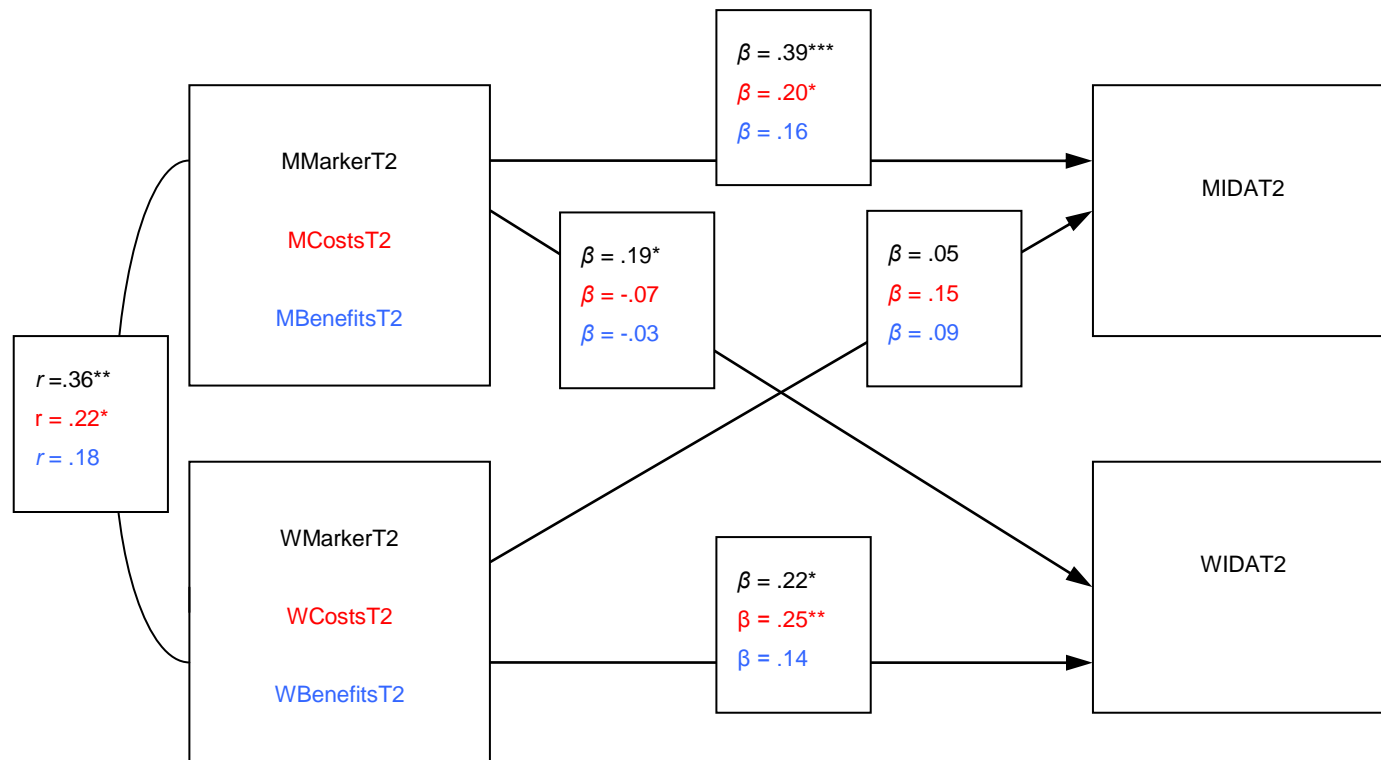 β = .39***
β = .20*
β = .16
MMarkerT2
MCostsT2
MBenefitsT2
MIDAT2
β = .19*
β = -.07
β = -.03
β = .05
β = .15
β = .09
r =.36**
r = .22*
r = .18
WMarkerT2
WCostsT2
WBenefitsT2
β = .22*
β = .25**
β = .14
WIDAT2